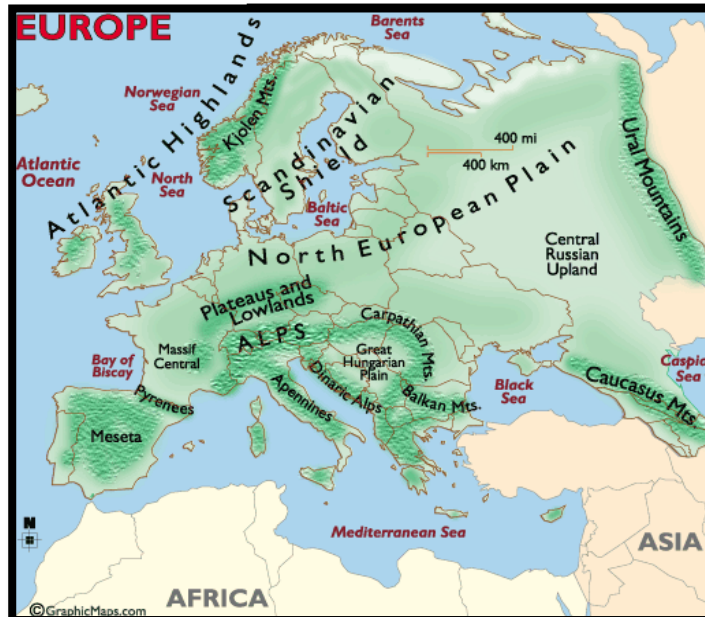 EUROPE
Barents
Sea
Norwegian
Sea
Atlantic Highlands
Kjolen Mts.
Scandinavian
Shield
400 mi
400 km
Ural Mountains
Atlantic
Ocean
North
Sea
Baltic
Sea
North European Plain
Central
Russian
Upland
Plateaus and
Lowlands
ALPS
Carpathian Mts.
Massif
Central
Great
Hungarian
Plain
Bay of
Biscay
Pyrenees
Apennines
Dinaric Alps
Balkan Mts.
Black
Sea
Caucasus Mts.
Caspian
Sea
Meseta
N
Mediterranean Sea
ASIA
AFRICA
©GraphicMaps.com